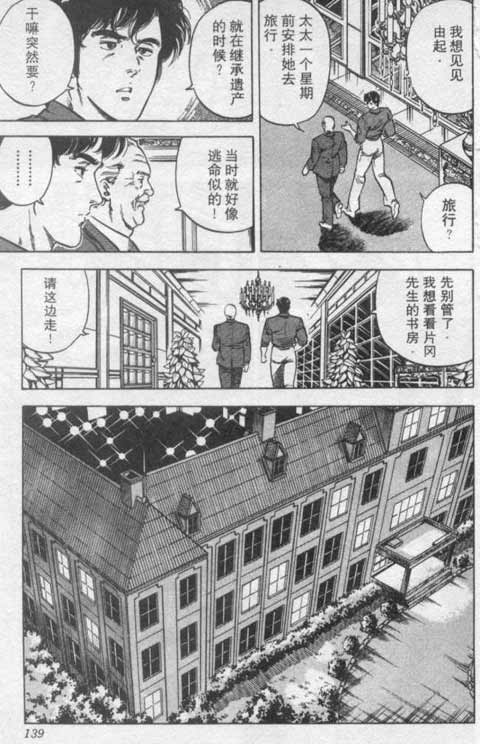 我想见见
由起．
太太一个星期
前安排她去
旅行．
旅行？
就在继承遗产
的时候？
干嘛突然要？
当时就好像
逃命似的！
………
先别管了．
我想看看片冈
先生的书房．
请这边走！
139